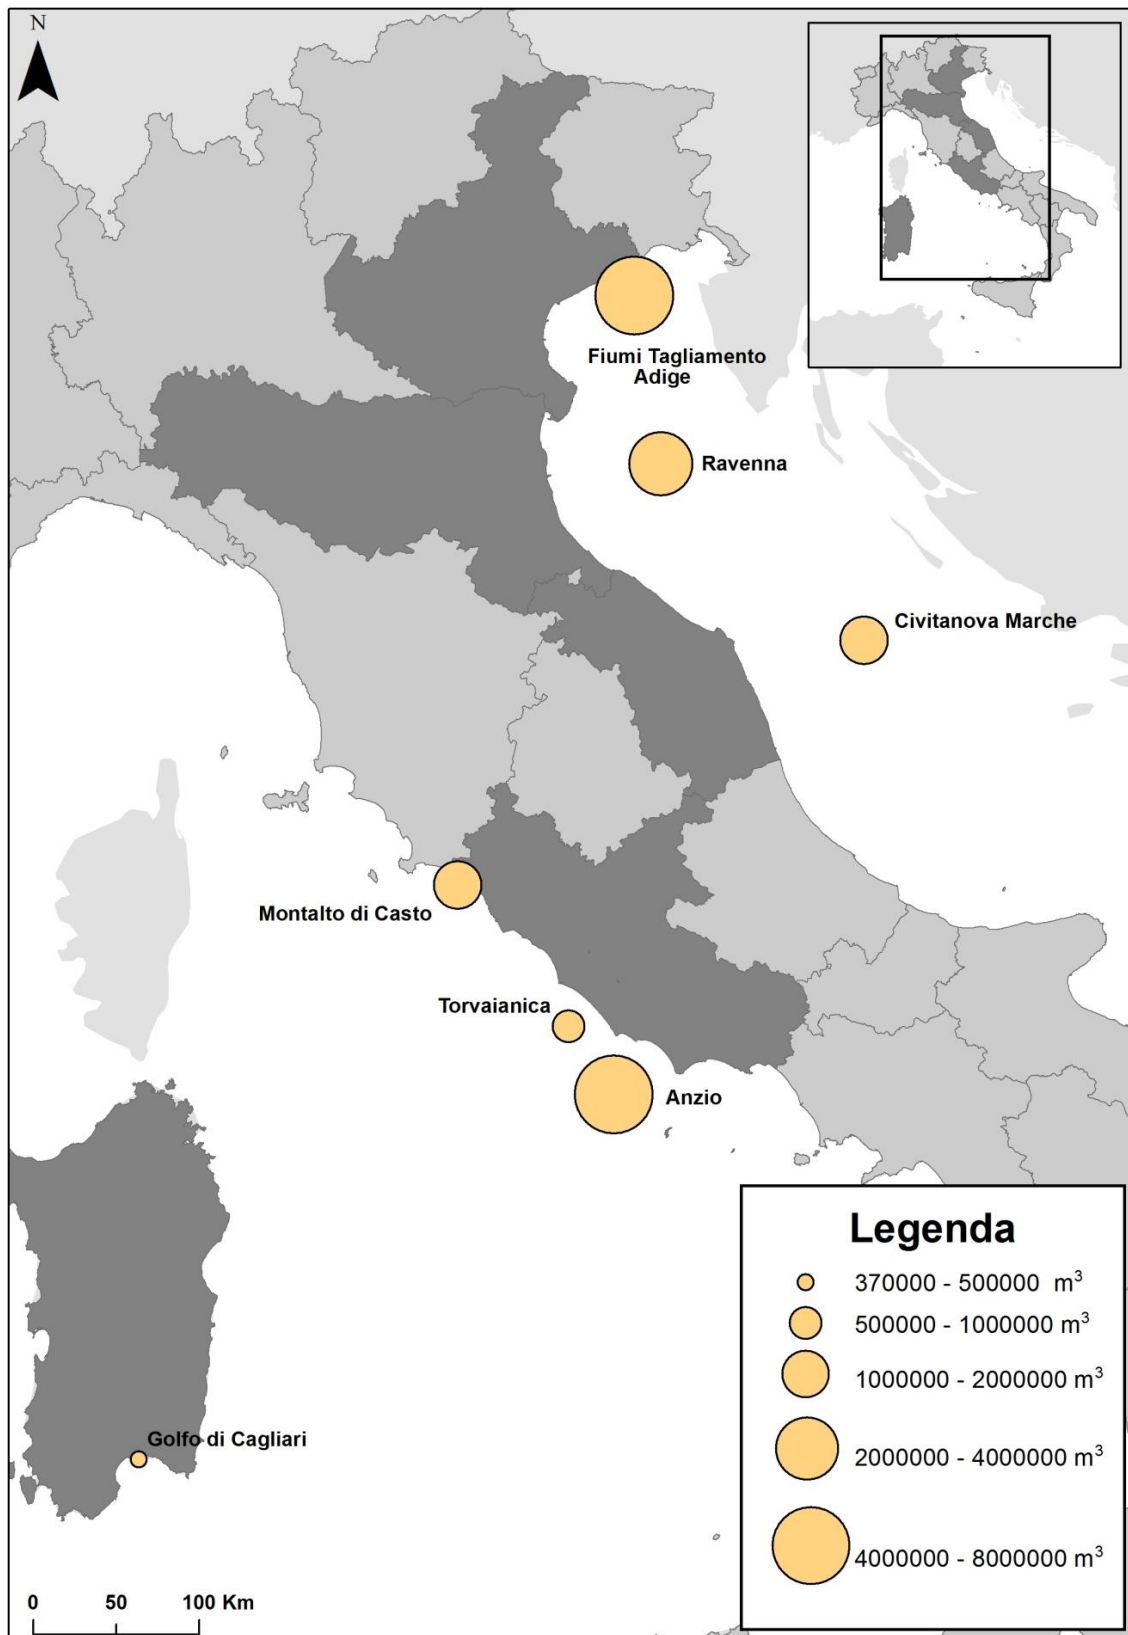 N
Fiumi Tagliamento
Adige
Ravenna
Civitanova Marche
Montalto di Casto
Torvaianica
Anzio
Golfo di Cagliari
0 50 100 Km
Legenda
370000 - 500000 m³
500000 - 1000000 m³
1000000 - 2000000 m³
2000000 - 4000000 m³
4000000 - 8000000 m³